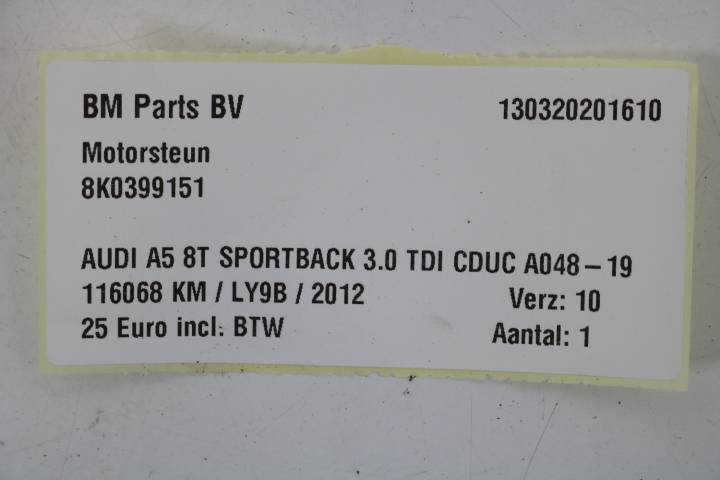 BM Parts BV 130320201610
Motorsteun
8K0399151
AUDI A5 8T SPORTBACK 3.0 TDI CDUC A048-19
116068 KM / LY9B / 2012 Verz: 10
25 Euro incl. BTW Aantal: 1